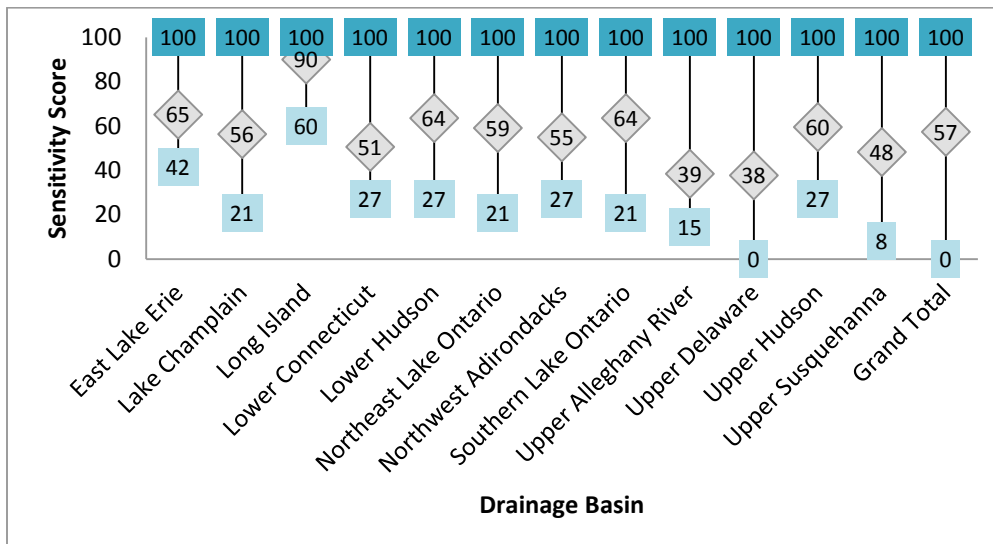 Sensitivity Score
100
80
60
40
20
0
100 100 100 100 100 100 100 100 100 100 100 100 100
65 56 90 51 64 59 55 64 39 38 60 48 57
42 21 60 27 27 21 27 21 15 0 27 8 0
East Lake Erie
Lake Champlain
Long Island
Lower Connecticut
Lower Hudson
Northeast Lake Ontario
Northwest Adirondacks
Southern Lake Ontario
Upper Alleghany River
Upper Delaware
Upper Hudson
Upper Susquehanna
Grand Total
Drainage Basin